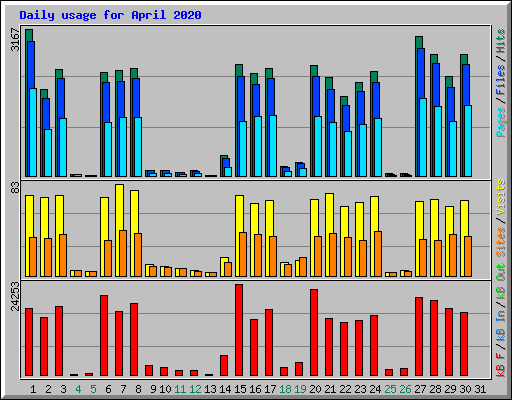 Daily usage for April 2020
3167
Pages / Files / Hits
83
Sites / Visits
24253
kB F / kB In / kB Out
1 2 3 4 5 6 7 8 9 10 11 12 13 14 15 16 17 18 19 20 21 22 23 24 25 26 27 28 29 30 31